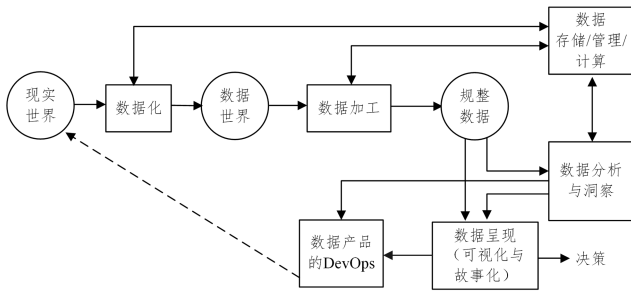 数据
存储/管理/
计算
现实
世界
数据化
数据
世界
数据加工
规整
数据
数据分析
与洞察
数据产品
的DevOps
数据呈现
（可视化与
故事化）
决策